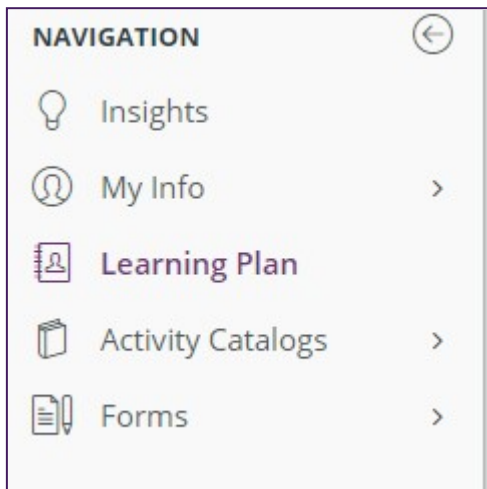 NAVIGATION
Insights
My Info
Learning Plan
Activity Catalogs
Forms